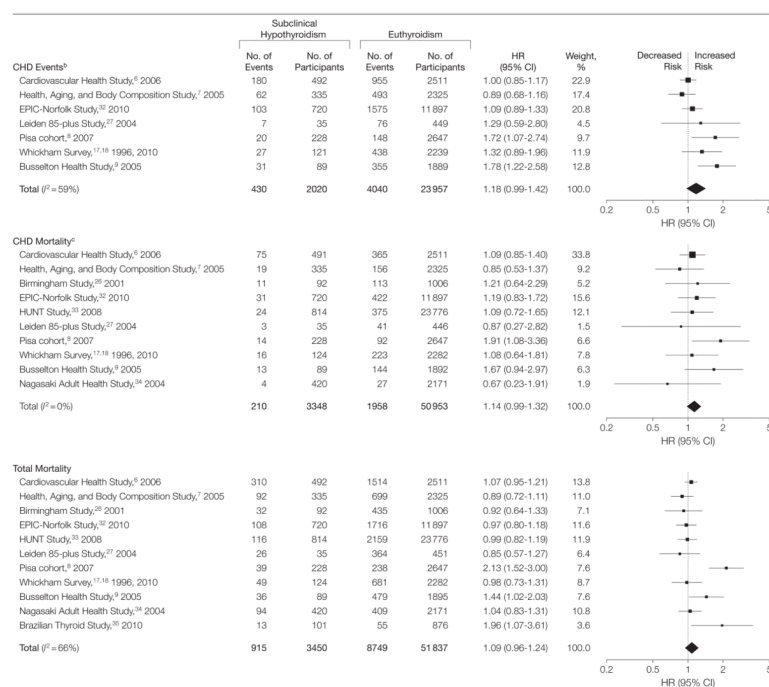 Subclinical Hypothyroidism Euthyroidism
CHD Events^b No. of Events No. of Participants No. of Events No. of Participants HR (95% CI) Weight, % Decreased Risk Increased Risk
Cardiovascular Health Study,^6 2006 180 492 955 2511 1.00 (0.85-1.17) 22.9
Health, Aging, and Body Composition Study,^7 2005 62 335 493 2325 0.89 (0.68-1.16) 17.4
EPIC-Norfolk Study,^32 2010 103 720 1575 11 897 1.09 (0.89-1.33) 20.8
Leiden 85-plus Study,^27 2004 7 35 76 449 1.29 (0.59-2.80) 4.5
Pisa cohort,^8 2007 20 228 148 2647 1.72 (1.07-2.74) 9.7
Whickham Survey,^17,18 1996, 2010 27 121 438 2239 1.32 (0.89-1.96) 11.9
Busselton Health Study,^9 2005 31 89 355 1889 1.78 (1.22-2.58) 12.8
Total (I^2 = 59%) 430 2020 4040 23 957 1.18 (0.99-1.42) 100.0
0.2 0.5 1 2 5
HR (95% CI)
CHD Mortality^c
Cardiovascular Health Study,^6 2006 75 491 365 2511 1.09 (0.85-1.40) 33.8
Health, Aging, and Body Composition Study,^7 2005 19 335 156 2325 0.85 (0.53-1.37) 9.2
Birmingham Study,^26 2001 11 92 113 1006 1.21 (0.64-2.29) 5.2
EPIC-Norfolk Study,^32 2010 31 720 422 11 897 1.19 (0.83-1.72) 15.6
HUNT Study,^33 2008 24 814 375 23 776 1.09 (0.72-1.65) 12.1
Leiden 85-plus Study,^27 2004 3 35 41 446 0.87 (0.27-2.82) 1.5
Pisa cohort,^8 2007 14 228 92 2647 1.91 (1.08-3.36) 6.6
Whickham Survey,^17,18 1996, 2010 16 124 223 2282 1.08 (0.64-1.81) 7.8
Busselton Health Study,^9 2005 13 89 144 1892 1.67 (0.94-2.97) 6.3
Nagasaki Adult Health Study,^34 2004 4 420 27 2171 0.67 (0.23-1.91) 1.9
Total (I^2 = 0%) 210 3348 1958 50 953 1.14 (0.99-1.32) 100.0
0.2 0.5 1 2 5
HR (95% CI)
Total Mortality
Cardiovascular Health Study,^6 2006 310 492 1514 2511 1.07 (0.95-1.21) 13.8
Health, Aging, and Body Composition Study,^7 2005 92 335 699 2325 0.89 (0.72-1.11) 11.0
Birmingham Study,^26 2001 32 92 435 1006 0.92 (0.64-1.33) 7.1
EPIC-Norfolk Study,^32 2010 108 720 1716 11 897 0.97 (0.80-1.18) 11.6
HUNT Study,^33 2008 116 814 2159 23 776 0.99 (0.82-1.19) 11.9
Leiden 85-plus Study,^27 2004 26 35 364 451 0.85 (0.57-1.27) 6.4
Pisa cohort,^8 2007 39 228 238 2647 2.13 (1.52-3.00) 7.6
Whickham Survey,^17,18 1996, 2010 49 124 681 2282 0.98 (0.73-1.31) 8.7
Busselton Health Study,^9 2005 36 89 479 1895 1.44 (1.02-2.03) 7.6
Nagasaki Adult Health Study,^34 2004 94 420 409 2171 1.04 (0.83-1.31) 10.8
Brazilian Thyroid Study,^35 2010 13 101 55 876 1.96 (1.07-3.61) 3.6
Total (I^2 = 66%) 915 3450 8749 51 837 1.09 (0.96-1.24) 100.0
0.2 0.5 1 2 5
HR (95% CI)